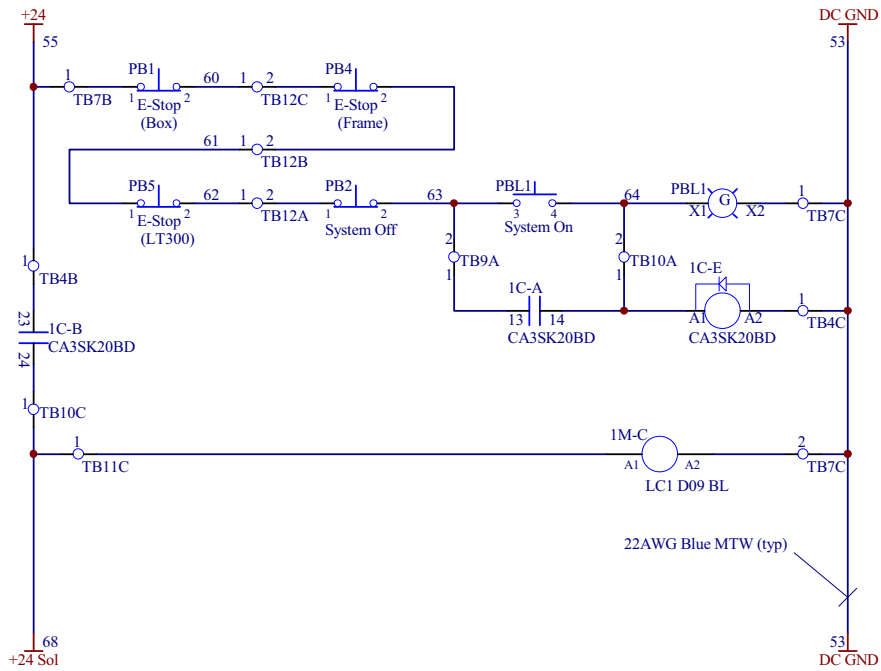 +24 DC GND
55 53
1 PB1 60 1 2 PB4
TB7B 1 2 TB12C 1 2
E-Stop E-Stop
(Box) (Frame)
61 1 2
TB12B
PB5 62 1 2 PB2 63 PBL1 64 PBL1 G 1
1 2 TB12A 1 2 3 4 X1 X2 TB7C
E-Stop System Off System On
(LT300)
2 2
TB9A TB10A
1 1
1 1C-A 1C-E
TB4B 13 14 A1 A2 1
CA3SK20BD CA3SK20BD TB4C
23 1C-B
CA3SK20BD
24
1
TB10C
1 1M-C 2
TB11C A1 A2 TB7C
LC1 D09 BL
22AWG Blue MTW (typ)
68 53
+24 Sol DC GND